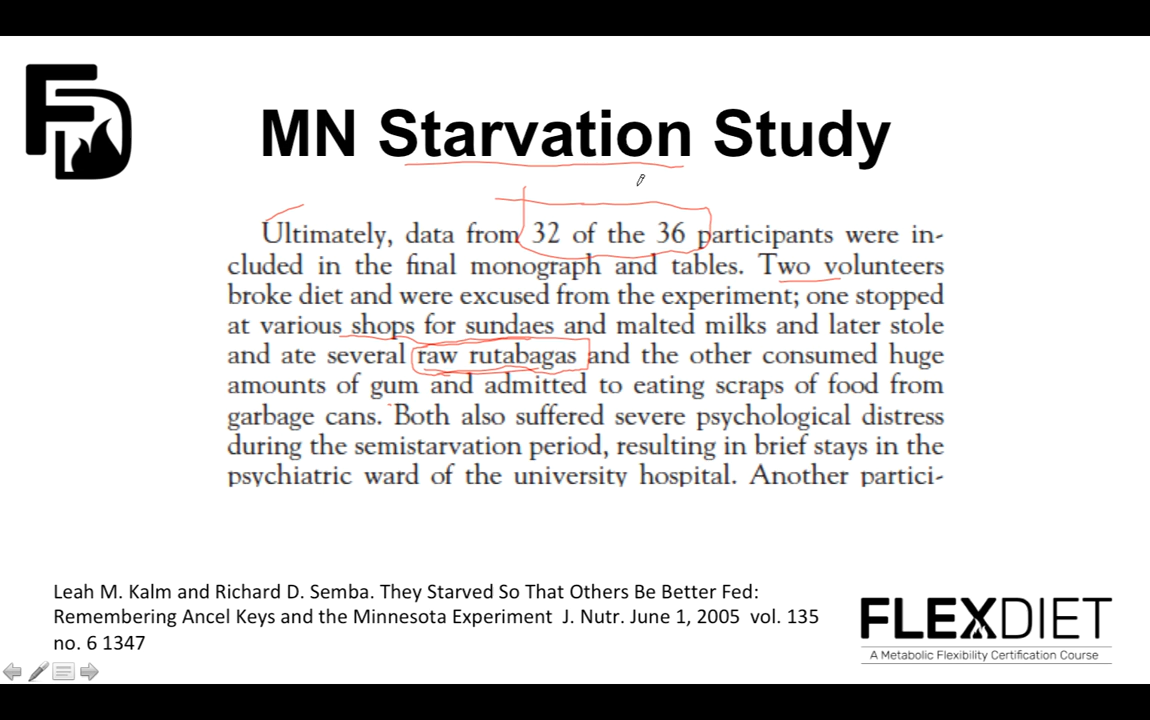 FD
MN Starvation Study
Ultimately, data from 32 of the 36 participants were in-
cluded in the final monograph and tables. Two volunteers
broke diet and were excused from the experiment; one stopped
at various shops for sundaes and malted milks and later stole
and ate several raw rutabagas and the other consumed huge
amounts of gum and admitted to eating scraps of food from
garbage cans. Both also suffered severe psychological distress
during the semistarvation period, resulting in brief stays in the
psychiatric ward of the university hospital. Another partici-
Leah M. Kalm and Richard D. Semba. They Starved So That Others Be Better Fed:
Remembering Ancel Keys and the Minnesota Experiment J. Nutr. June 1, 2005 vol. 135
no. 6 1347
FLEXDIET
A Metabolic Flexibility Certification Course